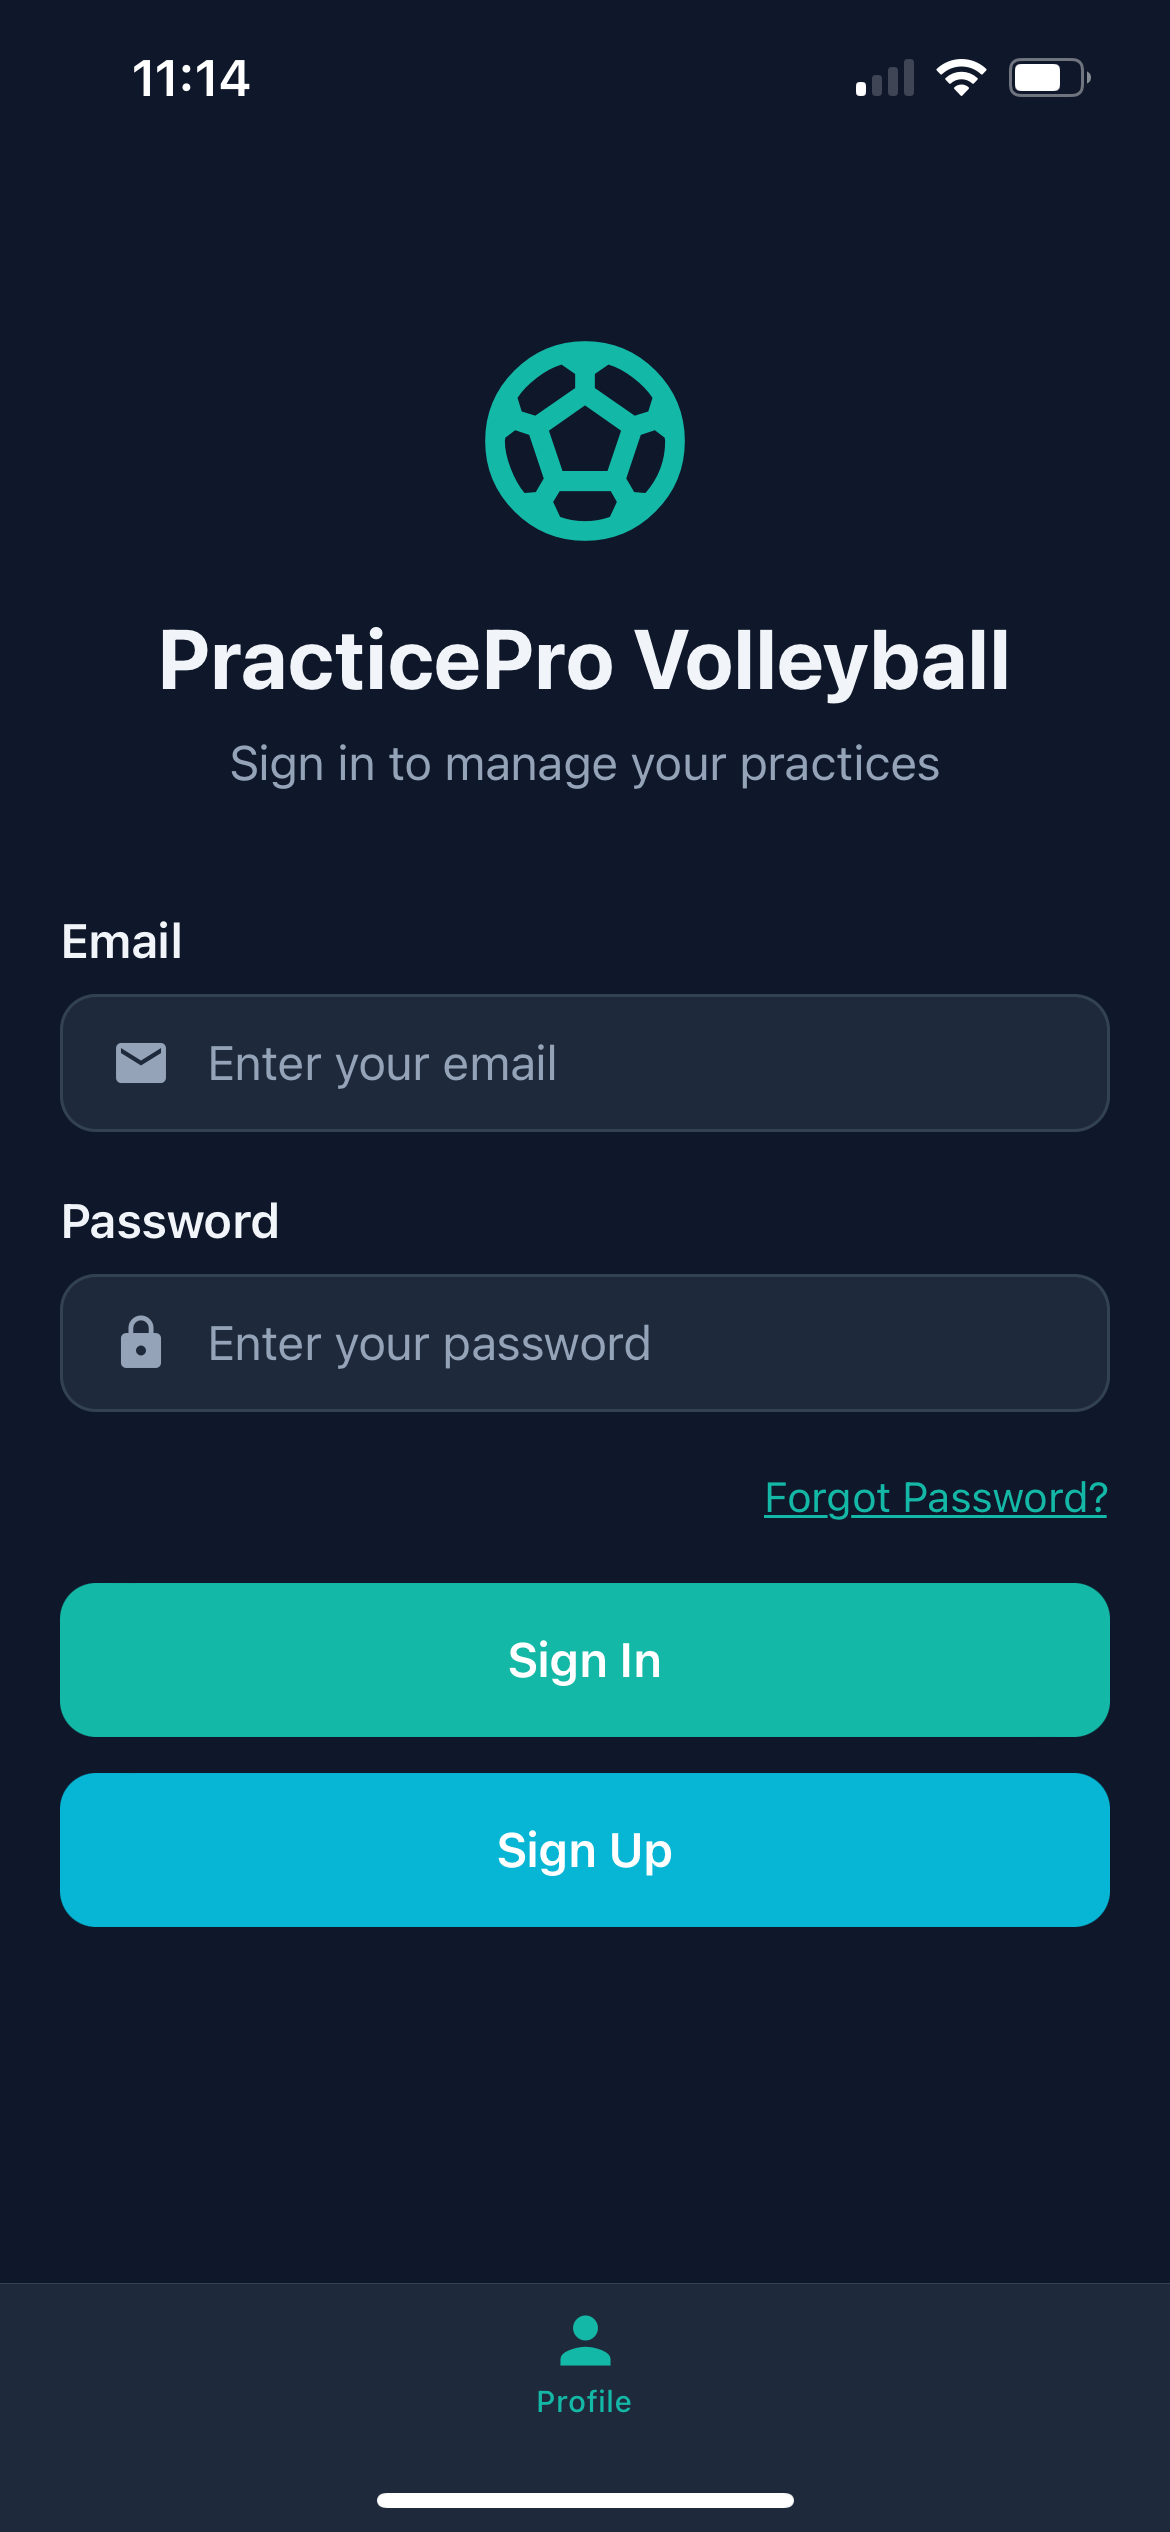 11:14
PracticePro Volleyball
Sign in to manage your practices
Email
Enter your email
Password
Enter your password
Forgot Password?
Sign In
Sign Up
Profile